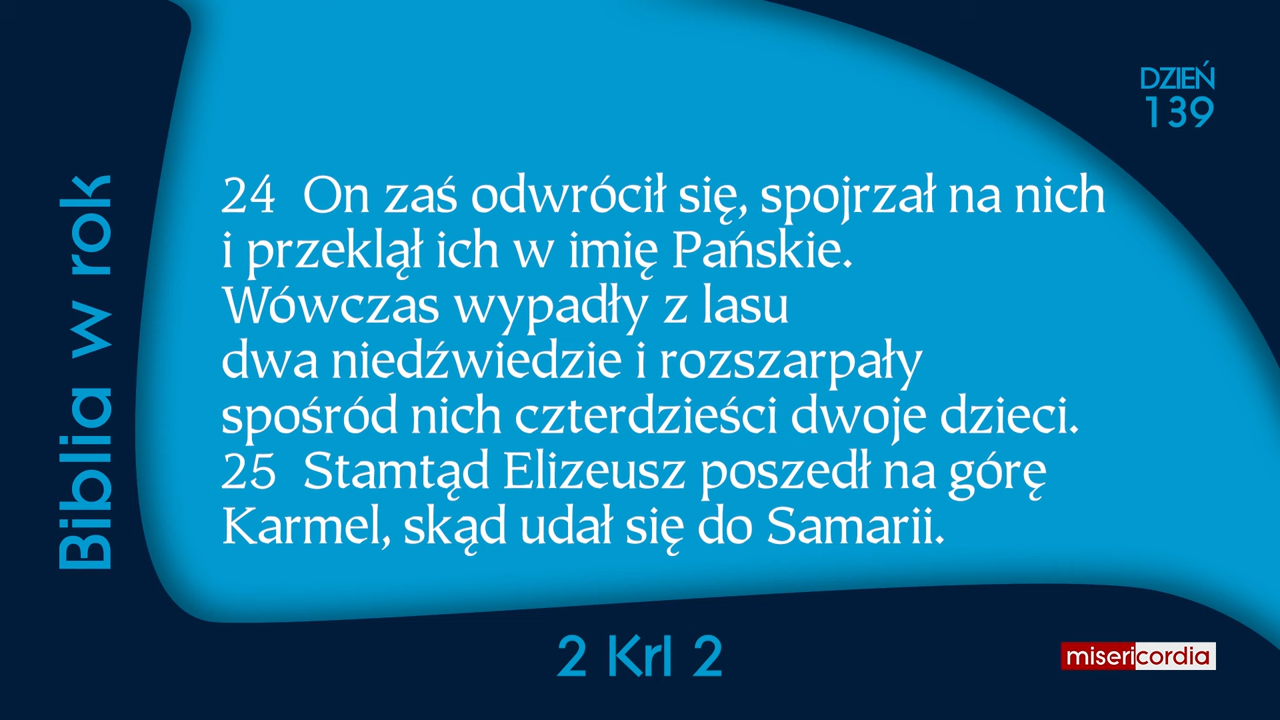 DZIEŃ
139
Biblia w rok
24 On zaś odwrócił się, spojrzał na nich
i przeklął ich w imię Pańskie.
Wówczas wypadły z lasu
dwa niedźwiedzie i rozszarpały
spośród nich czterdzieści dwoje dzieci.
25 Stamtąd Elizeusz poszedł na górę
Karmel, skąd udał się do Samarii.
2 Krl 2
misericordia